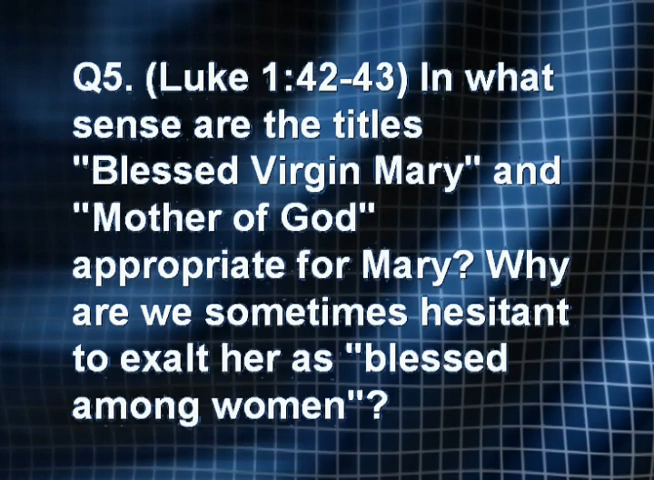 Q5. (Luke 1:42-43) In what
sense are the titles
"Blessed Virgin Mary" and
"Mother of God"
appropriate for Mary? Why
are we sometimes hesitant
to exalt her as "blessed
among women"?